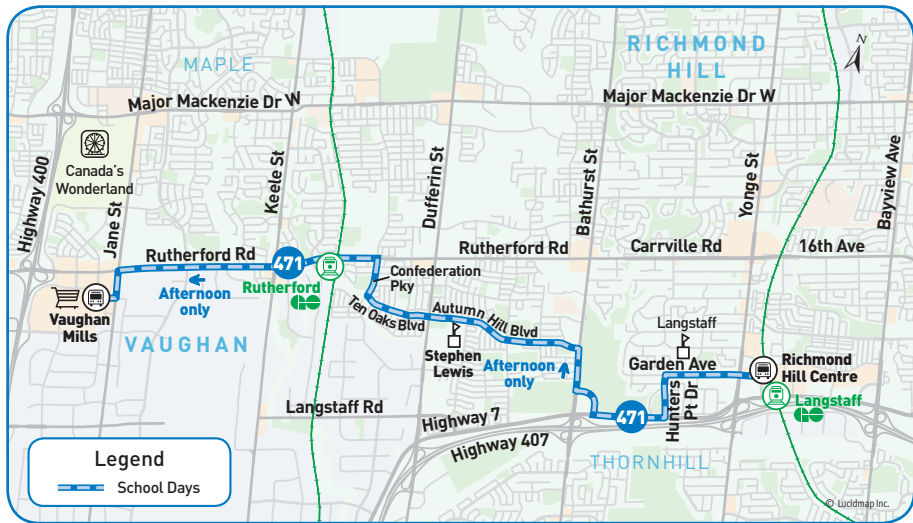 MAPLE
RICHMOND
HILL
N
Major Mackenzie Dr W
Major Mackenzie Dr W
Highway 400
Canada's
Wonderland
Jane St
Keele St
Dufferin St
Bathurst St
Yonge St
Bayview Ave
Rutherford Rd
471
Rutherford
GO
Rutherford Rd
Carrville Rd
16th Ave
Confederation
Pky
Afternoon
only
Vaughan
Mills
VAUGHAN
Ten Oaks Blvd
Autumn Hill Blvd
Stephen
Lewis
Afternoon
only
Langstaff
Garden Ave
Richmond
Hill Centre
Hunters
Pt Dr
Langstaff
GO
Langstaff Rd
Highway 7
471
Highway 407
THORNHILL
Legend
School Days
© Lucidmap Inc.